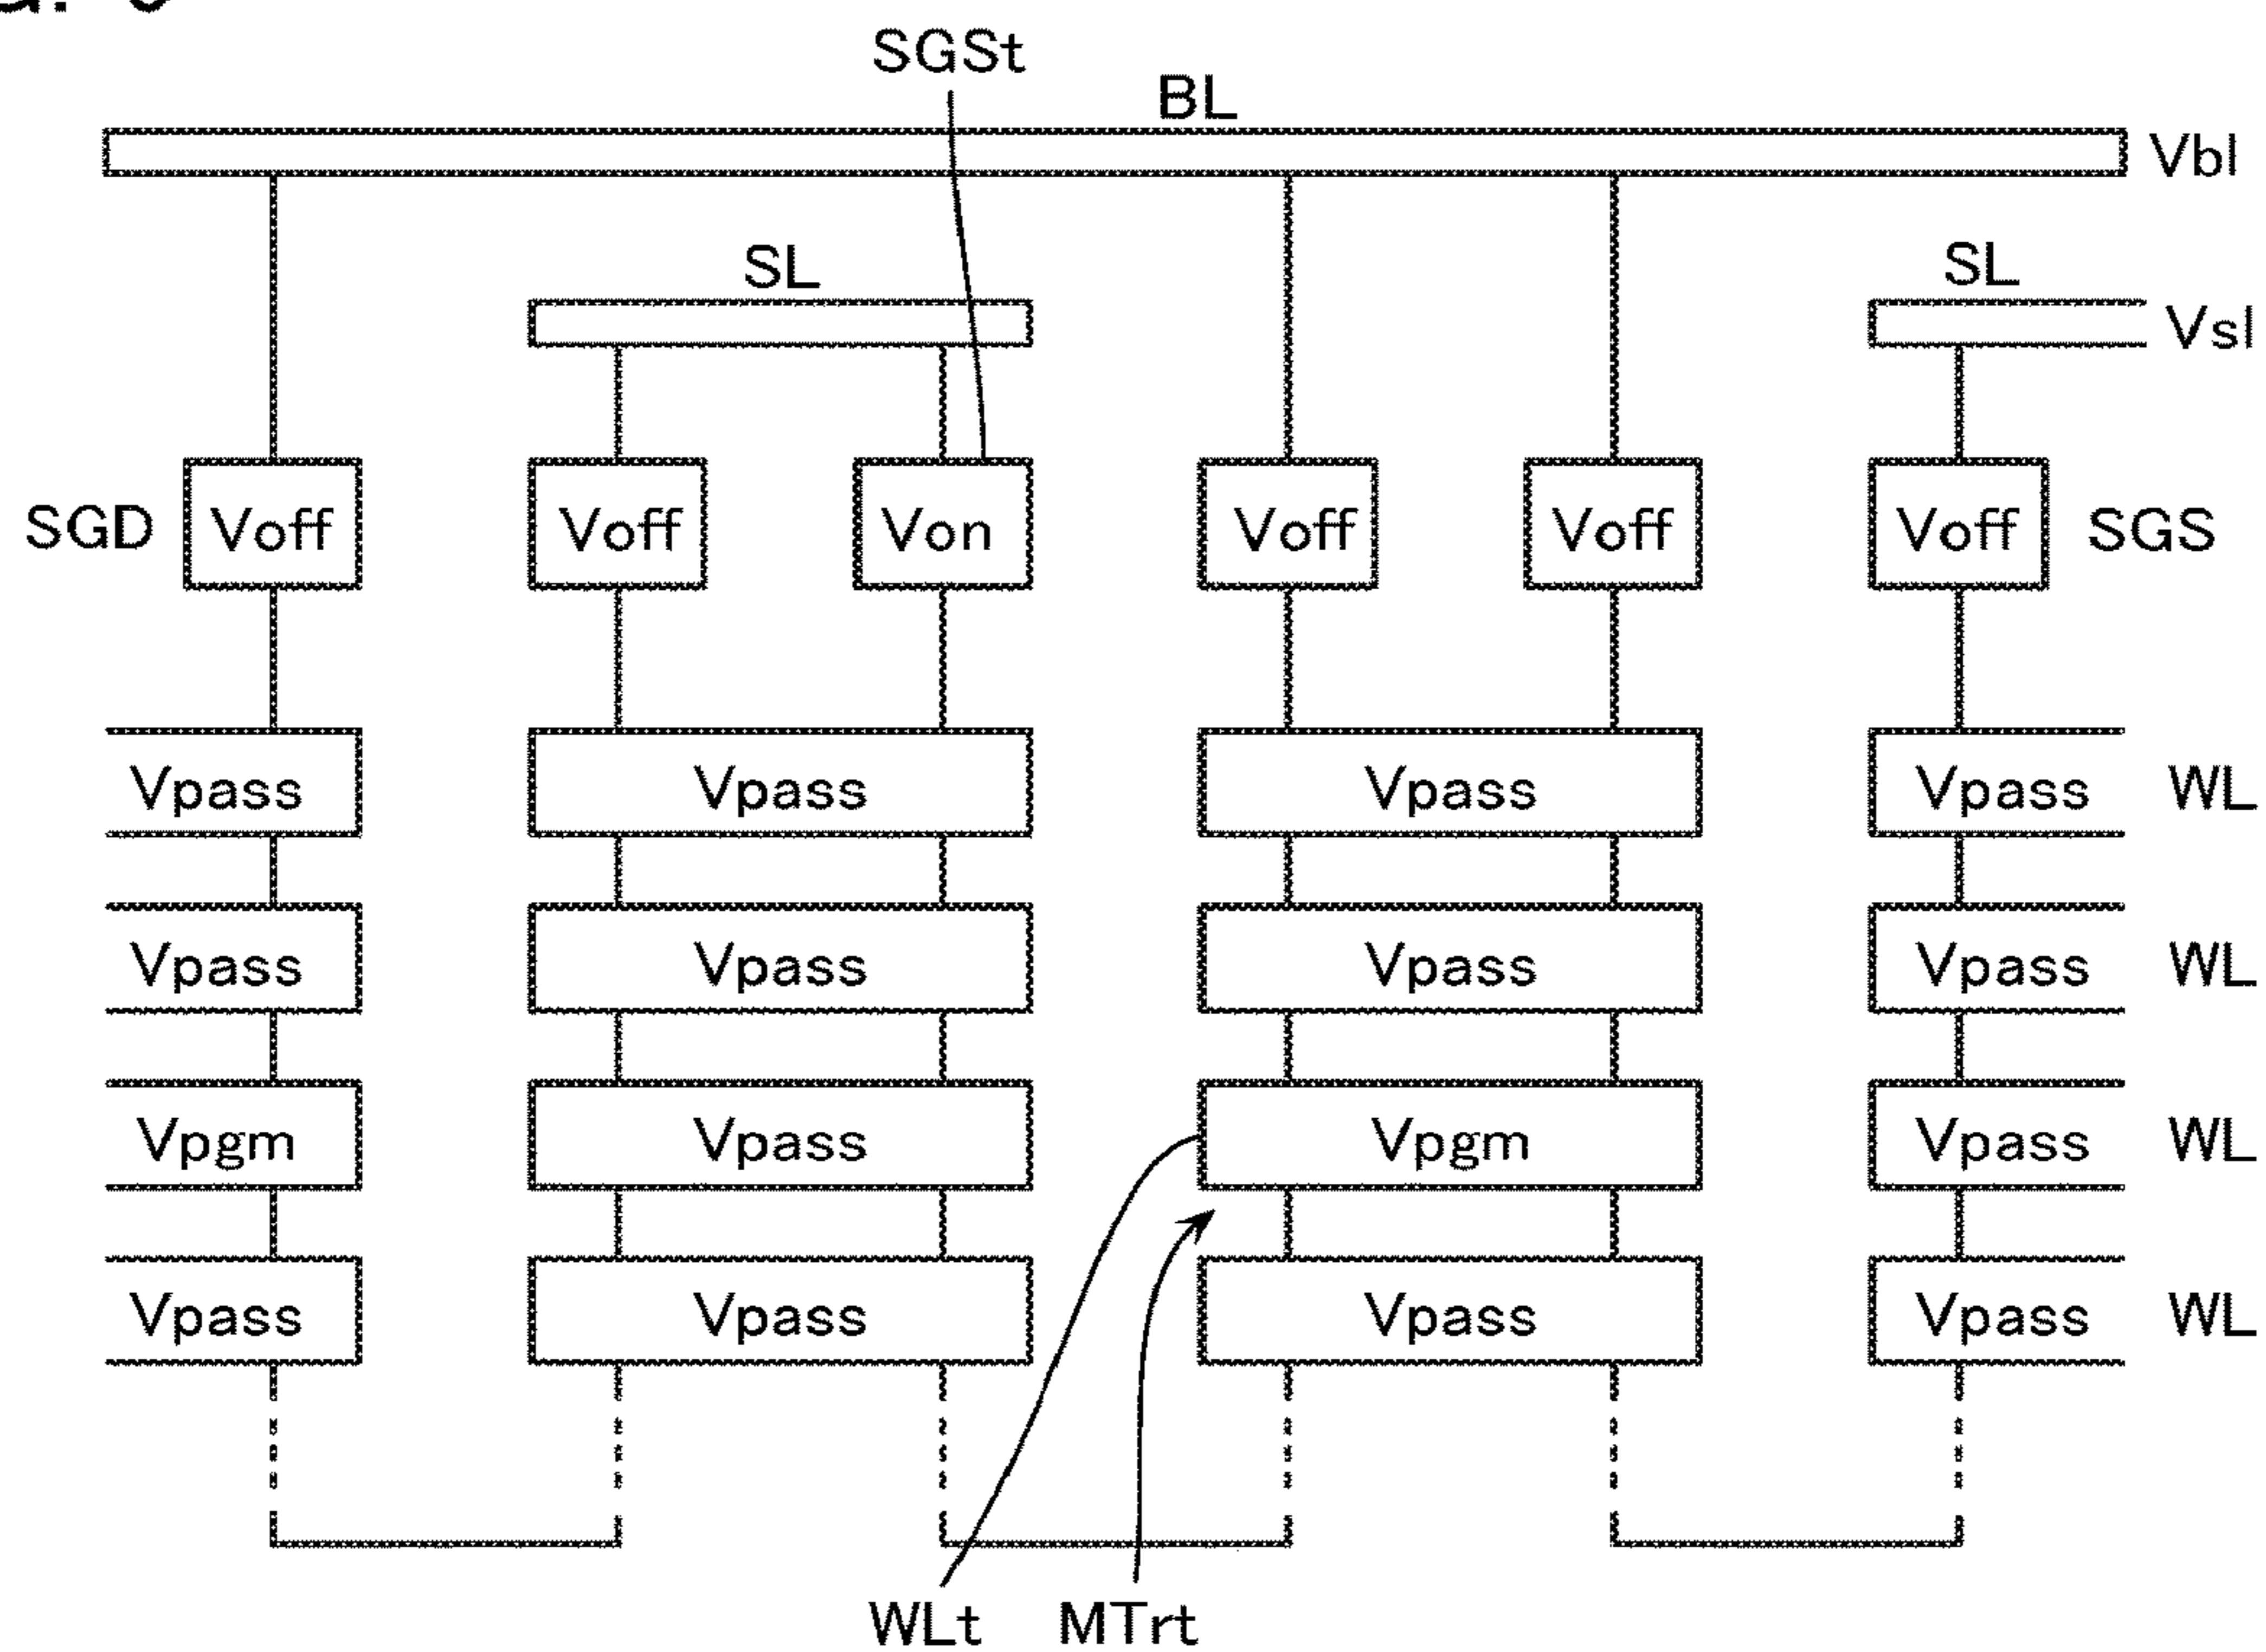 SGSt
BL
Vbl
SL
SL
Vsl
SGD Voff Voff Von Voff Voff Voff SGS
Vpass Vpass Vpass Vpass WL
Vpass Vpass Vpass Vpass WL
Vpgm Vpass Vpgm Vpass WL
Vpass Vpass Vpass Vpass WL
WLt MTrt